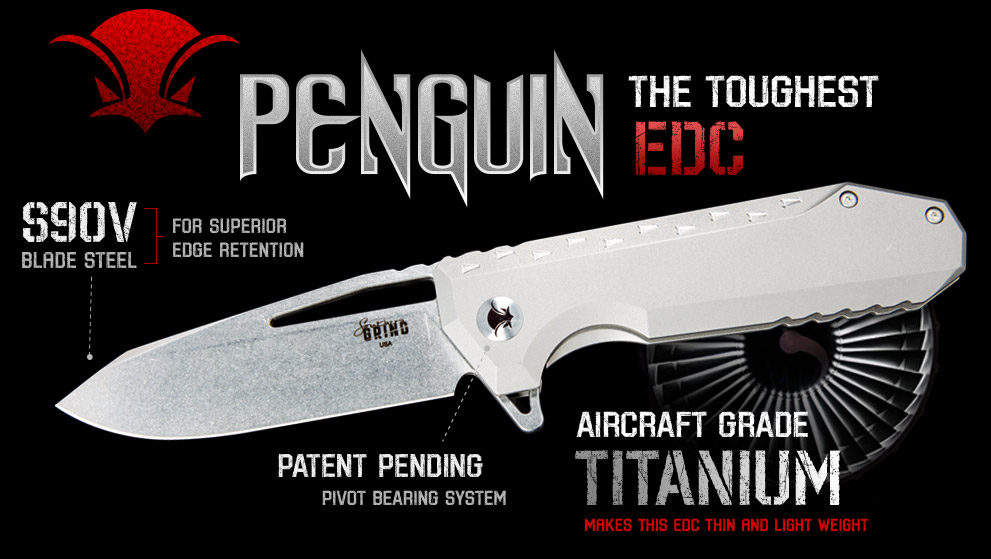 PENGUIN
THE TOUGHEST
EDC
S90V
BLADE STEEL
FOR SUPERIOR
EDGE RETENTION
GRIND
USA
PATENT PENDING
PIVOT BEARING SYSTEM
AIRCRAFT GRADE
TITANIUM
MAKES THIS EDC THIN AND LIGHT WEIGHT